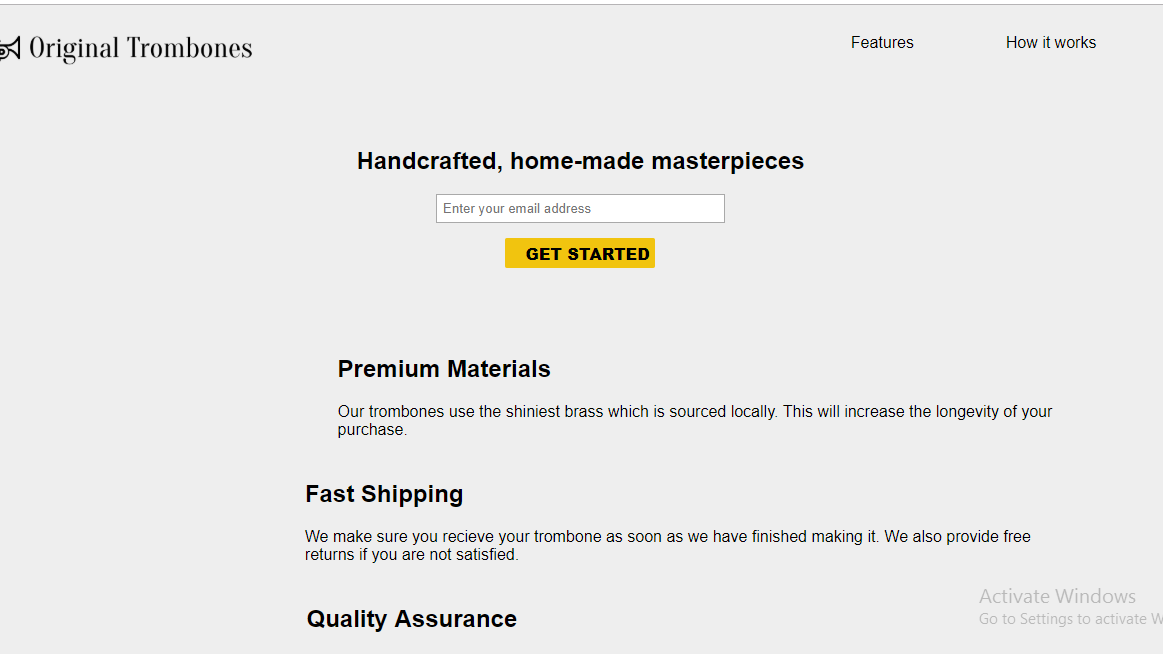 Original Trombones
Features
How it works
Handcrafted, home-made masterpieces
Enter your email address
GET STARTED
Premium Materials
Our trombones use the shiniest brass which is sourced locally. This will increase the longevity of your
purchase.
Fast Shipping
We make sure you recieve your trombone as soon as we have finished making it. We also provide free
returns if you are not satisfied.
Quality Assurance
Activate Windows
Go to Settings to activate W